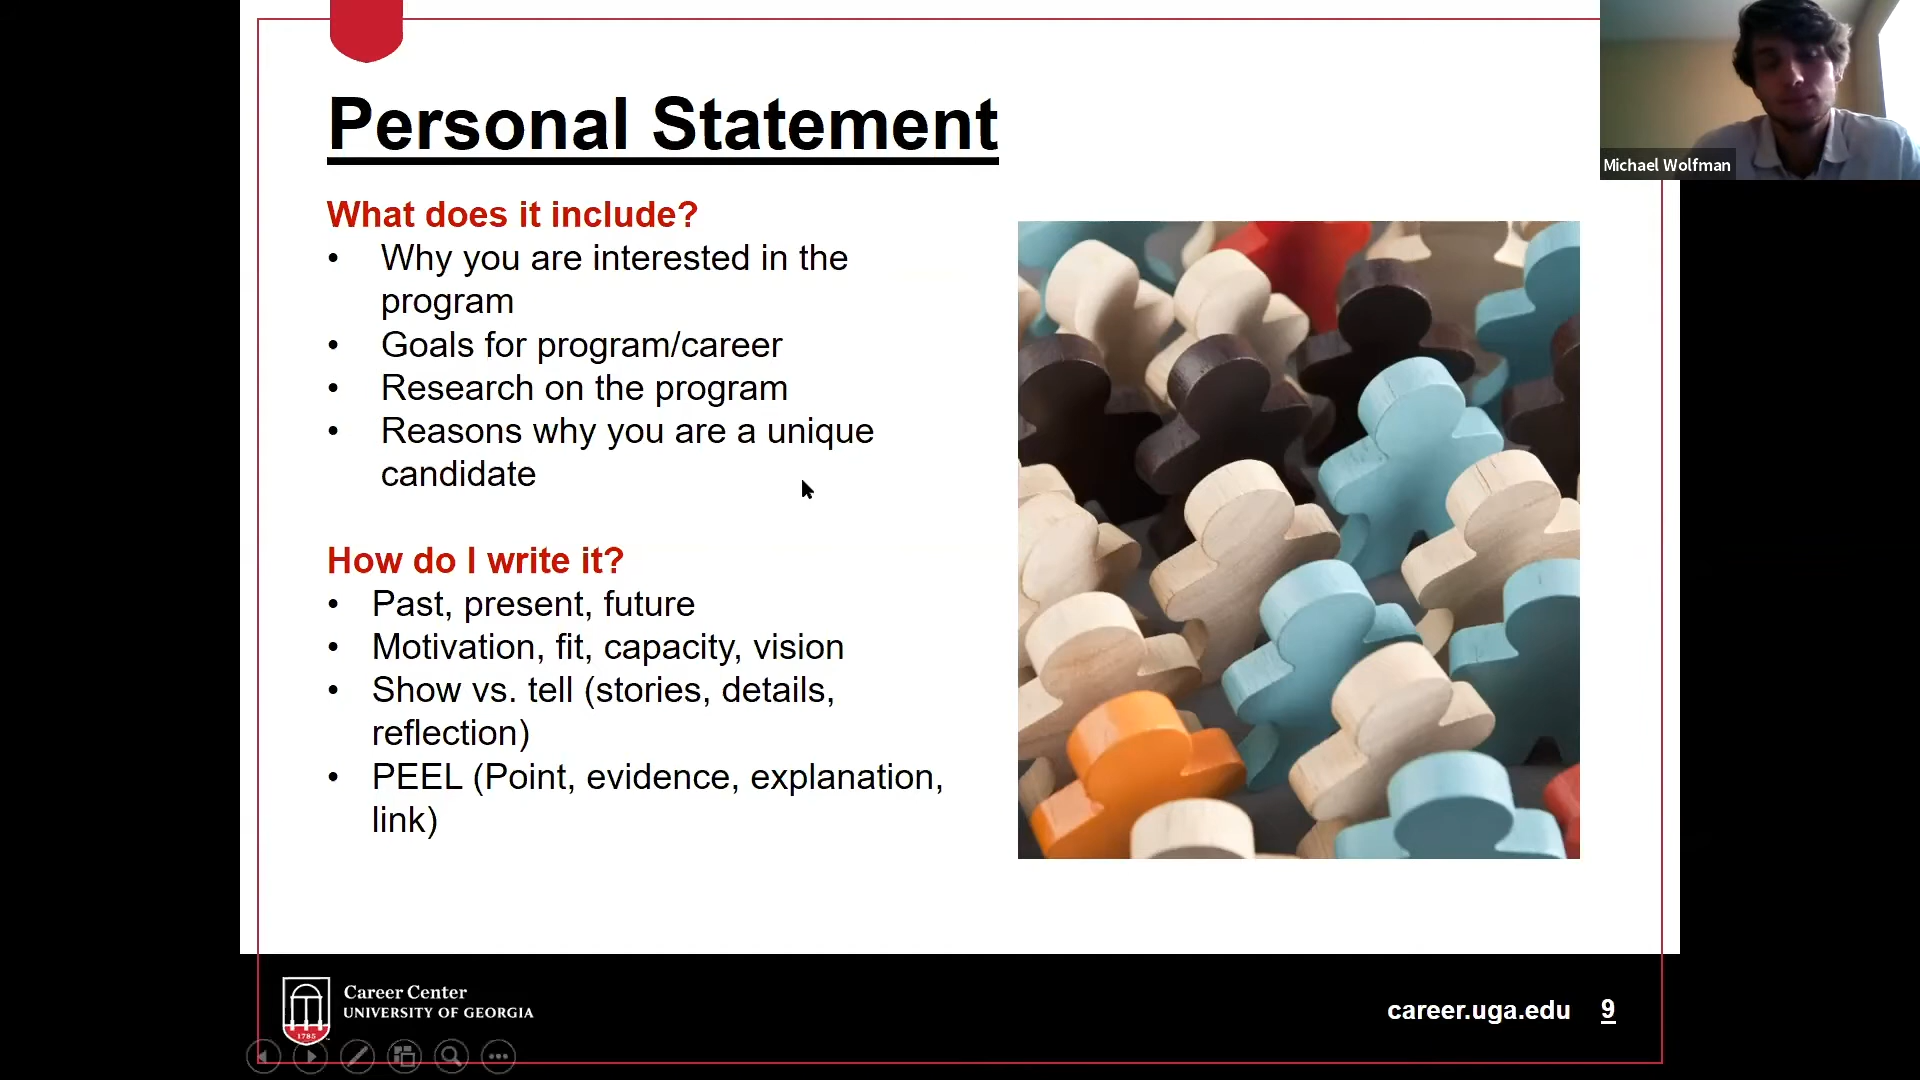 Personal Statement
What does it include?
• Why you are interested in the
program
• Goals for program/career
• Research on the program
• Reasons why you are a unique
candidate
How do I write it?
• Past, present, future
• Motivation, fit, capacity, vision
• Show vs. tell (stories, details,
reflection)
• PEEL (Point, evidence, explanation,
link)
Michael Wolfman
1785
Career Center
UNIVERSITY OF GEORGIA
career.uga.edu 9